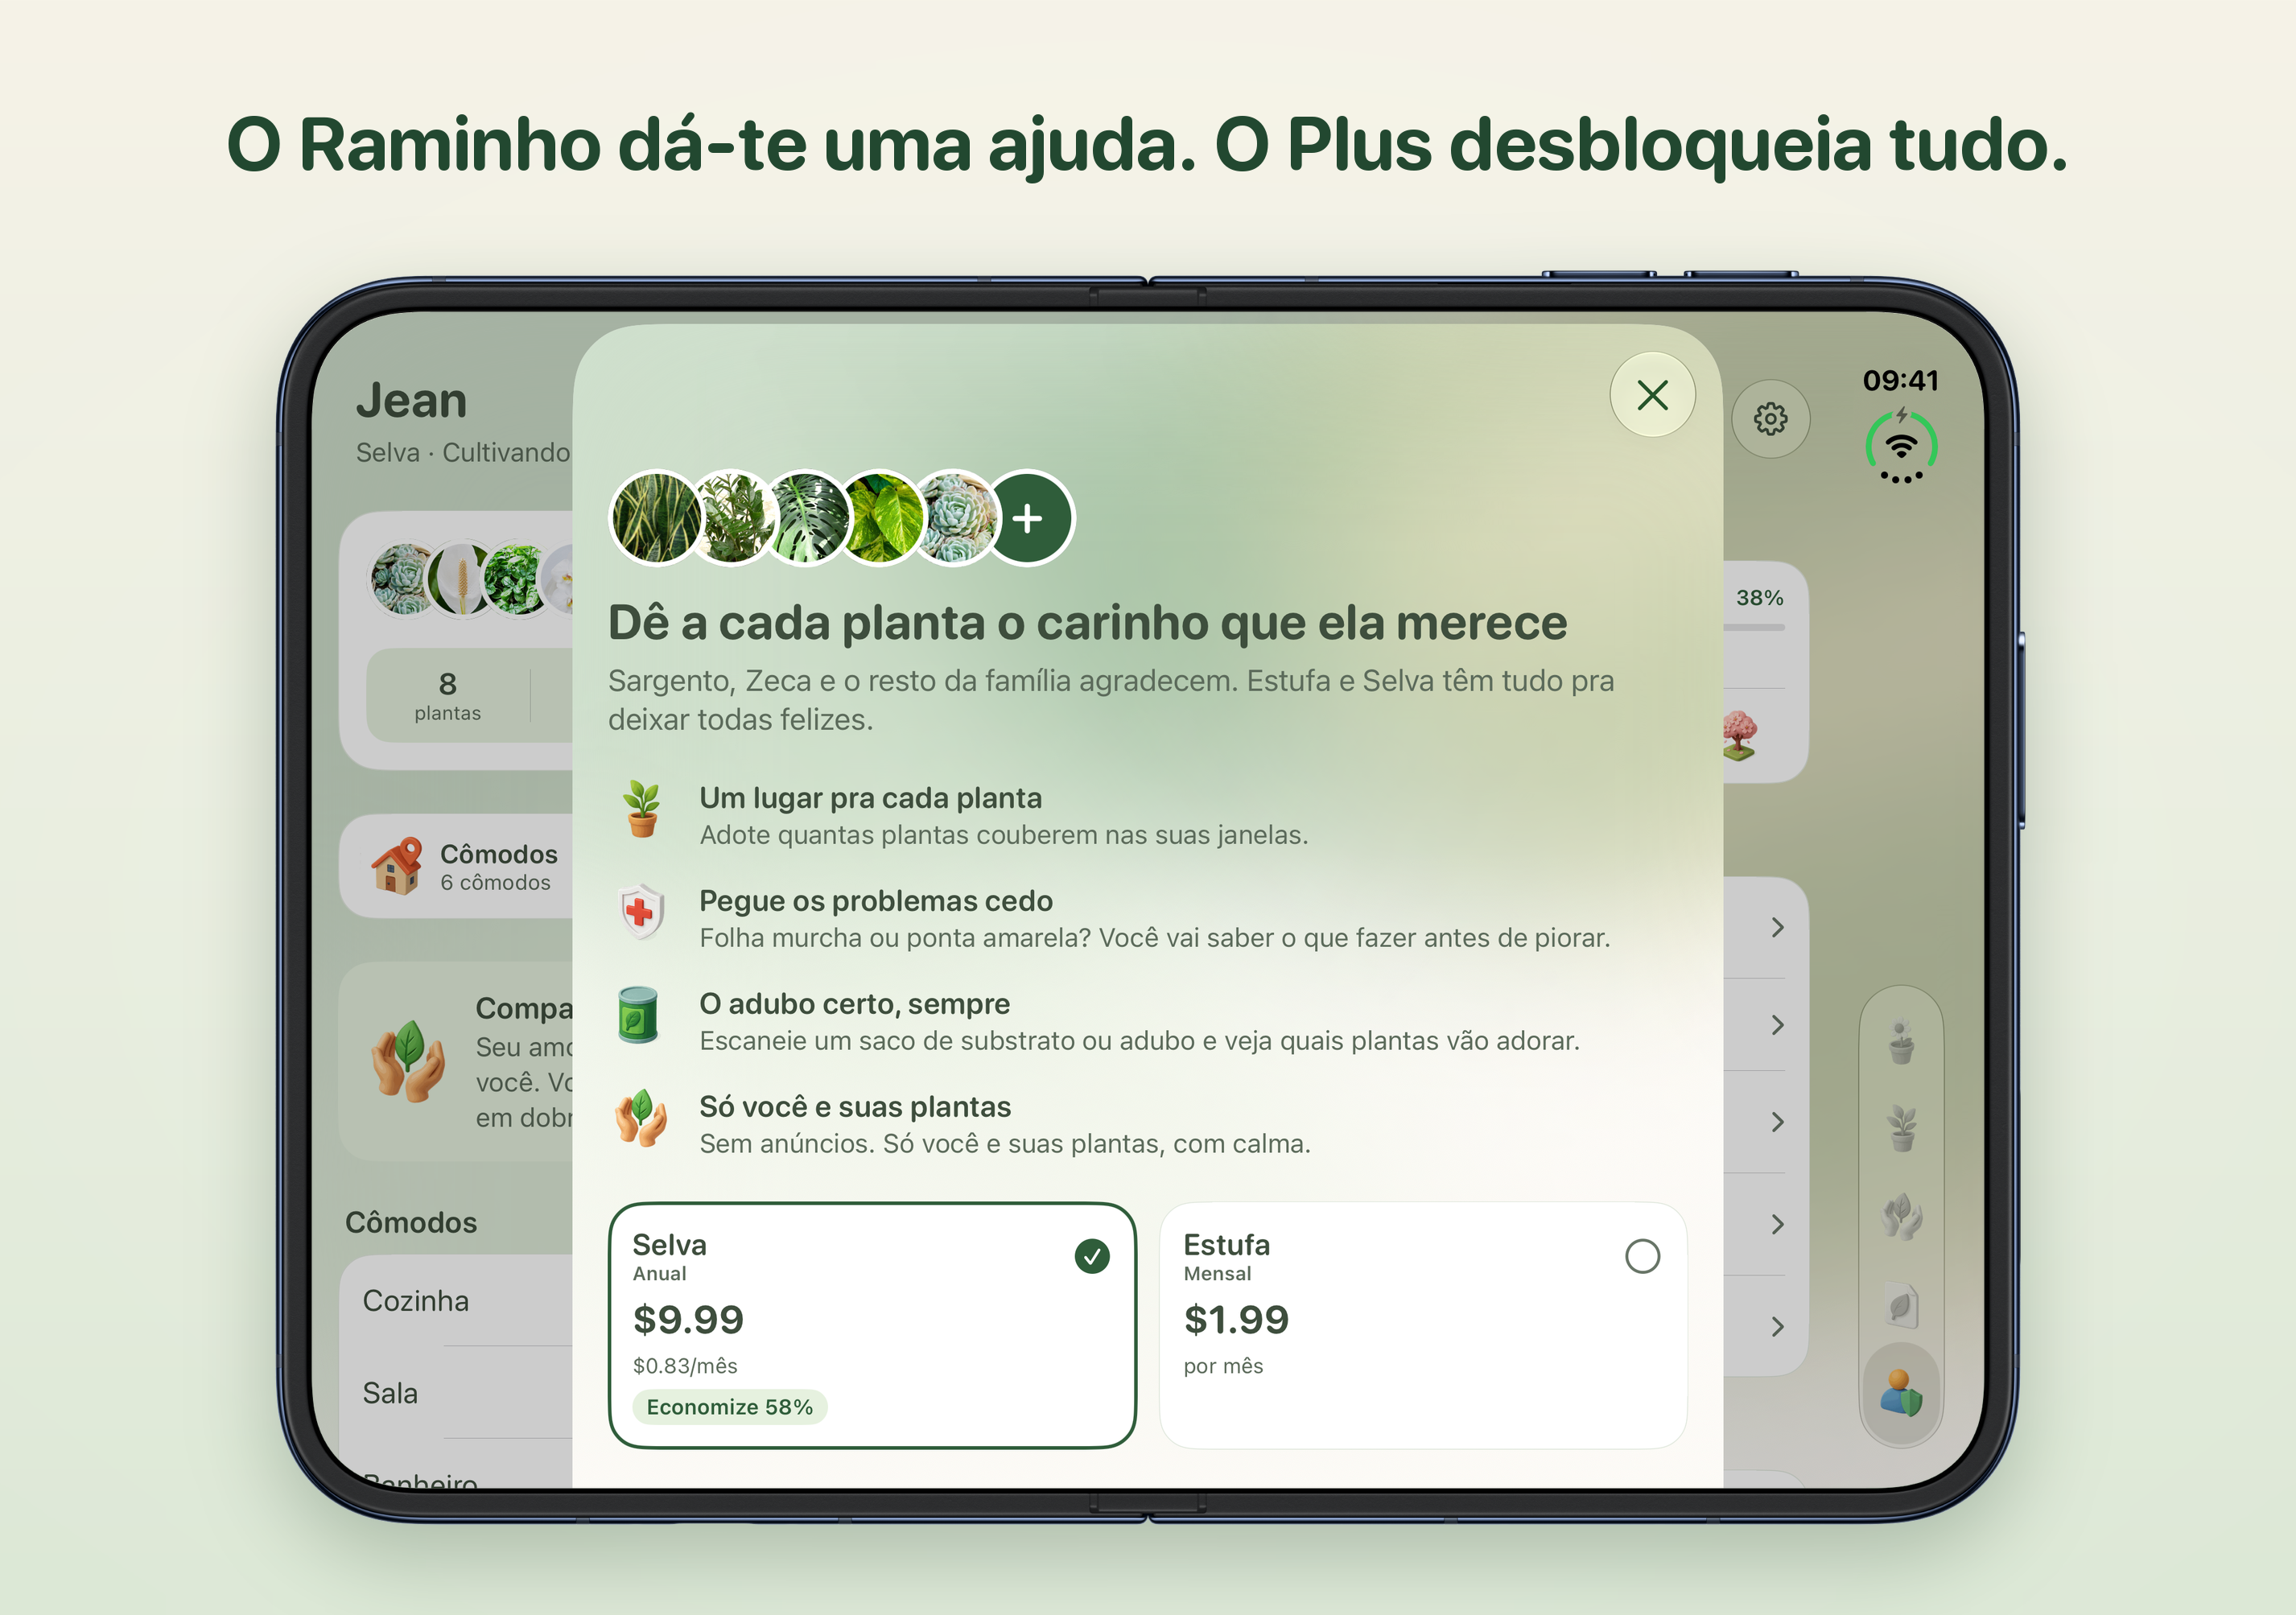 O Raminho dá-te uma ajuda. O Plus desbloqueia tudo.
Jean
Selva · Cultivando
09:41
8
plantas
38%
Cômodos
6 cômodos
Seu
você.
em
Cômodos
Cozinha
Sala
Banheiro
Dê a cada planta o carinho que ela merece
Sargento, Zeca e o resto da família agradecem. Estufa e Selva têm tudo pra
deixar todas felizes.
Um lugar pra cada planta
Adote quantas plantas couberem nas suas janelas.
Pegue os problemas cedo
Folha murcha ou ponta amarela? Você vai saber o que fazer antes de piorar.
O adubo certo, sempre
Escaneie um saco de substrato ou adubo e veja quais plantas vão adorar.
Só você e suas plantas
Sem anúncios. Só você e suas plantas, com calma.
Selva
Anual
$9.99
$0.83/mês
Economize 58%
Estufa
Mensal
$1.99
por mês